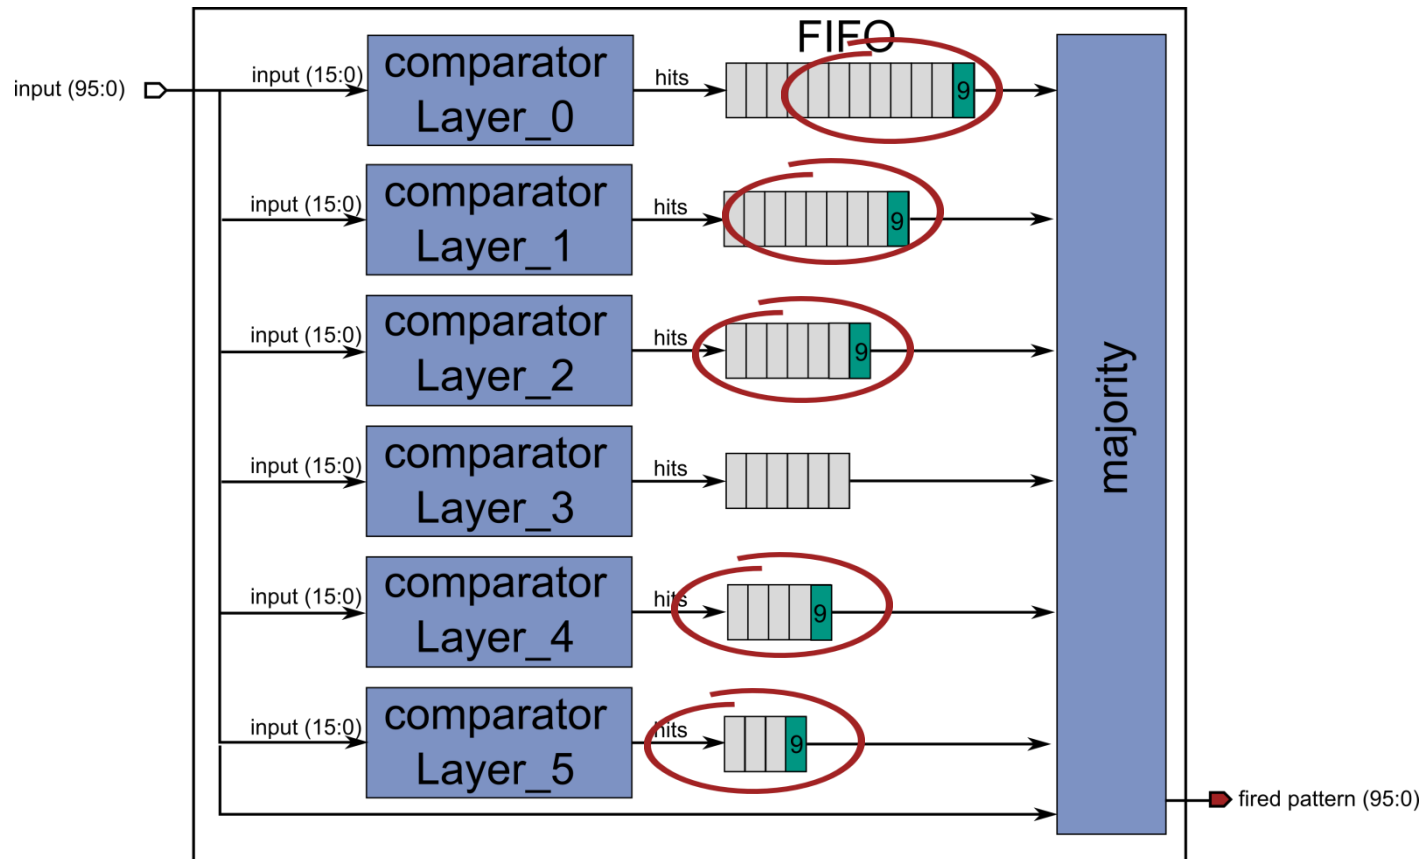 FIFO
input (95:0)
input (15:0)
comparator
Layer_0
hits
9
input (15:0)
comparator
Layer_1
hits
9
input (15:0)
comparator
Layer_2
hits
9
input (15:0)
comparator
Layer_3
hits
input (15:0)
comparator
Layer_4
hits
9
input (15:0)
comparator
Layer_5
hits
9
majority
fired pattern (95:0)